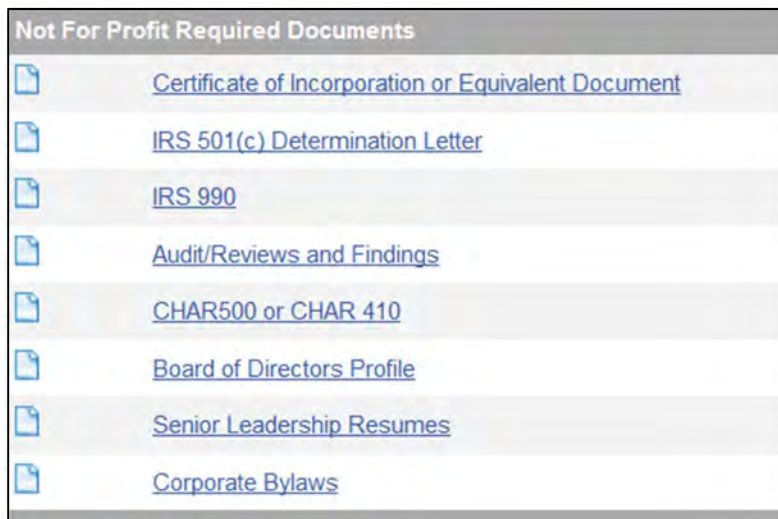 Not For Profit Required Documents
Certificate of Incorporation or Equivalent Document
IRS 501(c) Determination Letter
IRS 990
Audit/Reviews and Findings
CHAR500 or CHAR 410
Board of Directors Profile
Senior Leadership Resumes
Corporate Bylaws